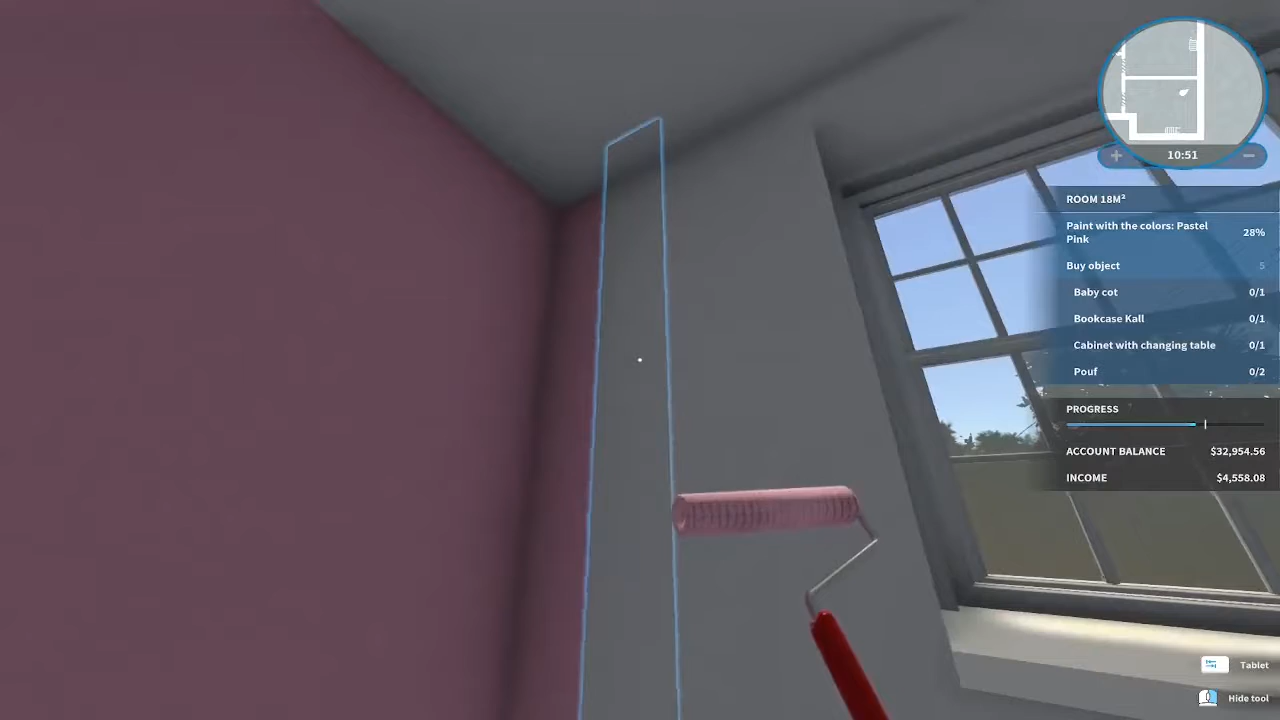 10:51
ROOM 18M²
Paint with the colors: Pastel
Pink 28%
Buy object 5
Baby cot 0/1
Bookcase Kall 0/1
Cabinet with changing table 0/1
Pouf 0/2
PROGRESS
ACCOUNT BALANCE $32,954.56
INCOME $4,558.08
Tablet
Hide tool